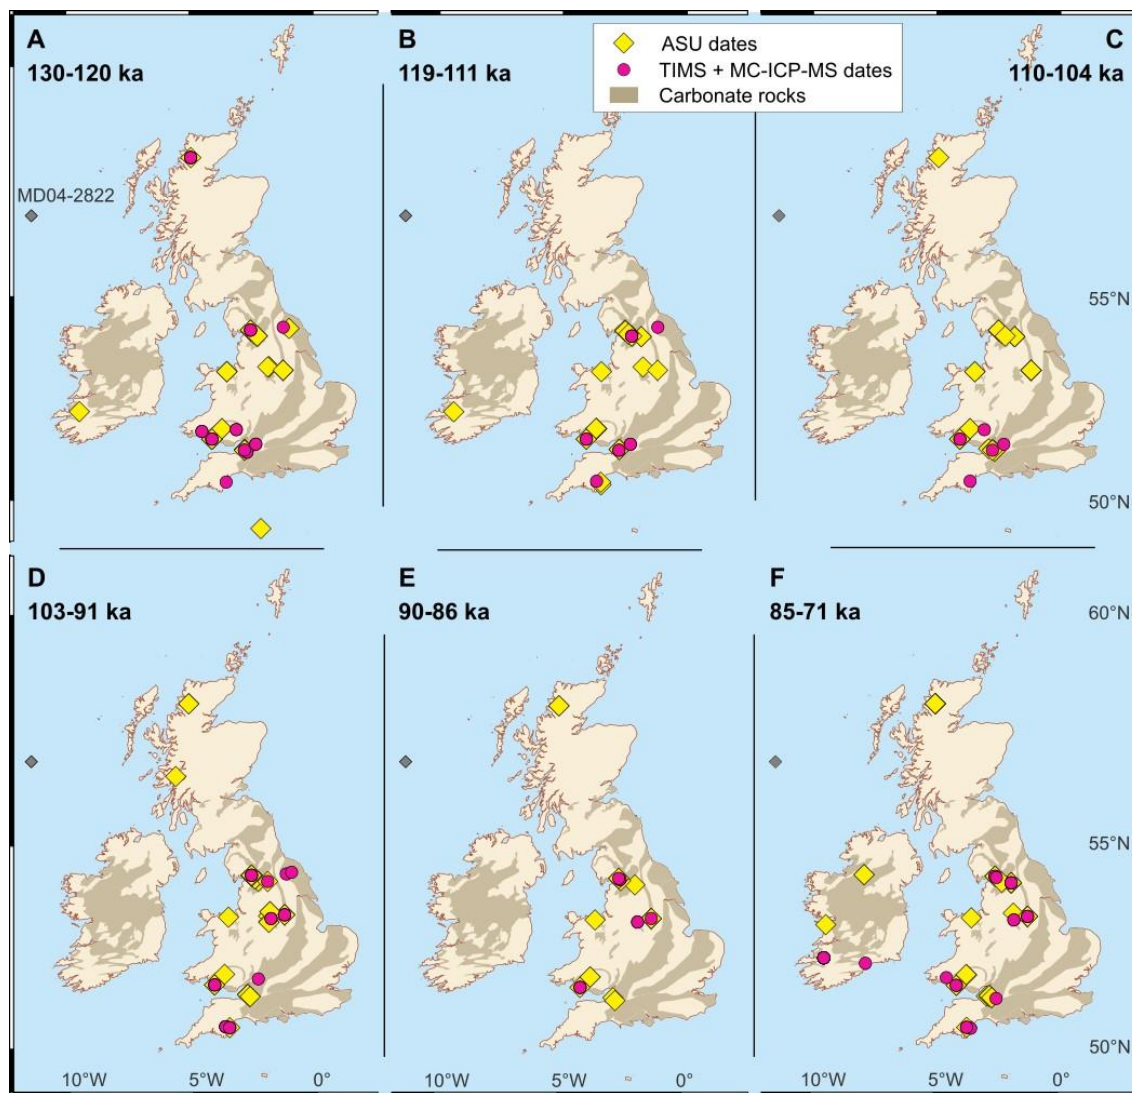 A
130-120 ka
B
119-111 ka
C
110-104 ka
ASU dates
TIMS + MC-ICP-MS dates
Carbonate rocks
MD04-2822
55°N
50°N
D
103-91 ka
E
90-86 ka
F
85-71 ka
60°N
55°N
50°N
10°W 5°W 0° 10°W 5°W 0° 10°W 5°W 0°